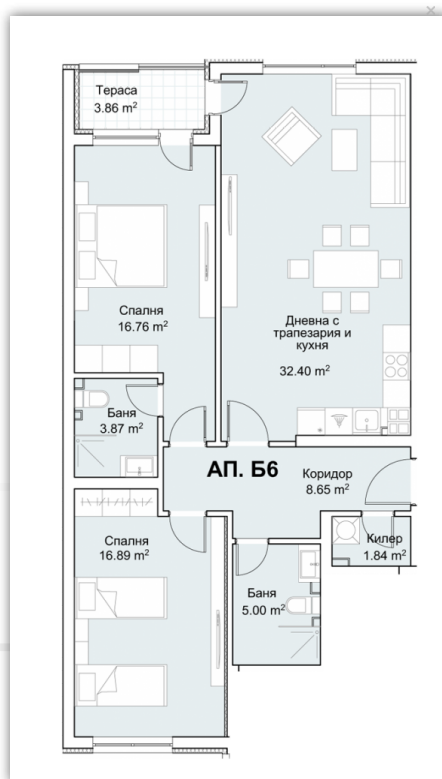 Тераса
3.86 m²
Спалня
16.76 m²
Дневна с
трапезария и
кухня
32.40 m²
Баня
3.87 m²
АП. Б6
Коридор
8.65 m²
Спалня
16.89 m²
Килер
1.84 m²
Баня
5.00 m²